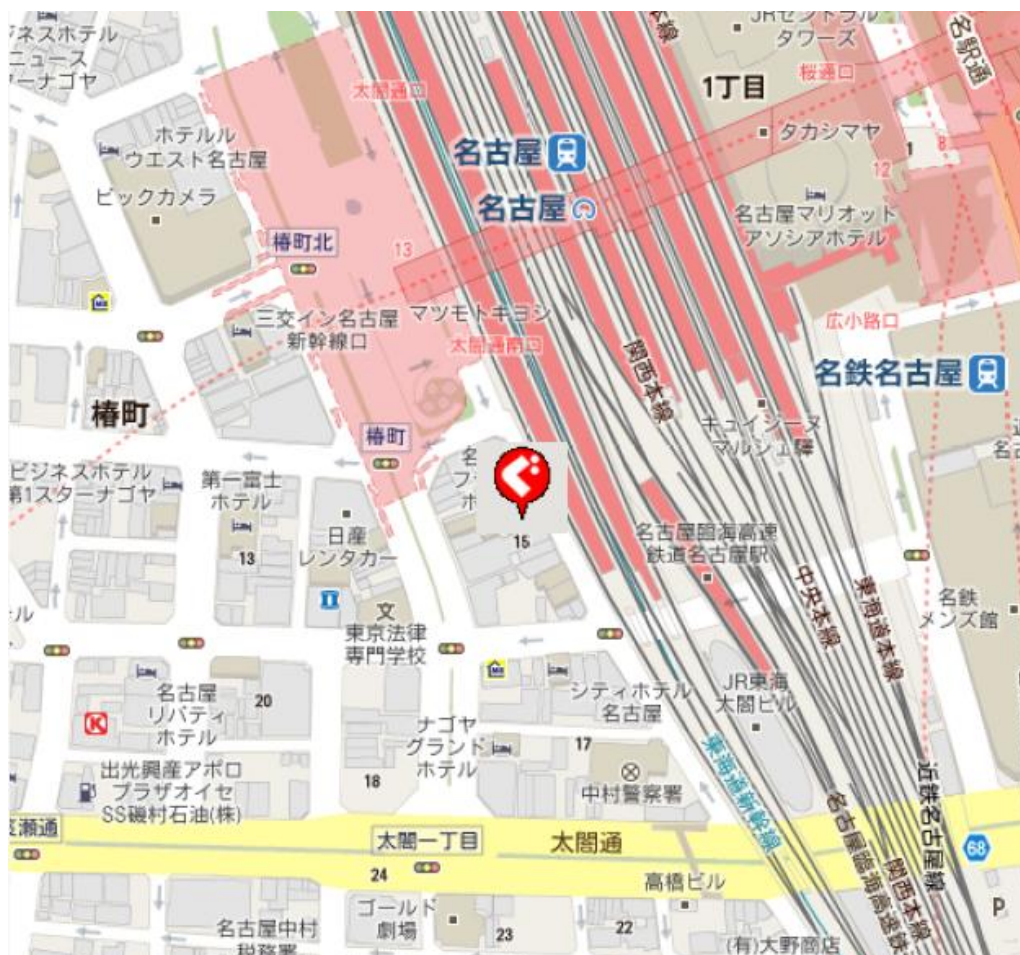 ジネスホテル
ニュース
ターナゴヤ
ホテルル
ウエスト名古屋
ビックカメラ
椿町北
太閤通口
名古屋
名古屋
1丁目
JRセントラル
タワーズ
桜通口
名駅通
タカシマヤ
1
8
12
名古屋マリオット
アソシアホテル
13
三交イン名古屋
新幹線口
マツモトキヨシ
太閤通南口
関西本線
広小路口
名鉄名古屋
キュイジーヌ
マルシェ驛
椿町
椿町
ビジネスホテル
第1スターナゴヤ
第一富士
ホテル
13
日産
レンタカー
15
名古屋臨海高速
鉄道名古屋駅
中央本線
東海道本線
名鉄
メンズ館
文
東京法律
専門学校
名古屋
リバティ
ホテル
20
K
ナゴヤ
グランド
ホテル
シティホテル
名古屋
17
JR東海
太閤ビル
出光興産アポロ
プラザオイセ
SS磯村石油(株)
18
中村警察署
東海道新幹線
名古屋臨海高速鉄
関西本線
近鉄名古屋線
68
瀬通
太閤一丁目
太閤通
24
高橋ビル
P
名古屋中村
税務署
ゴールド
劇場
23
22
(有)大野商店